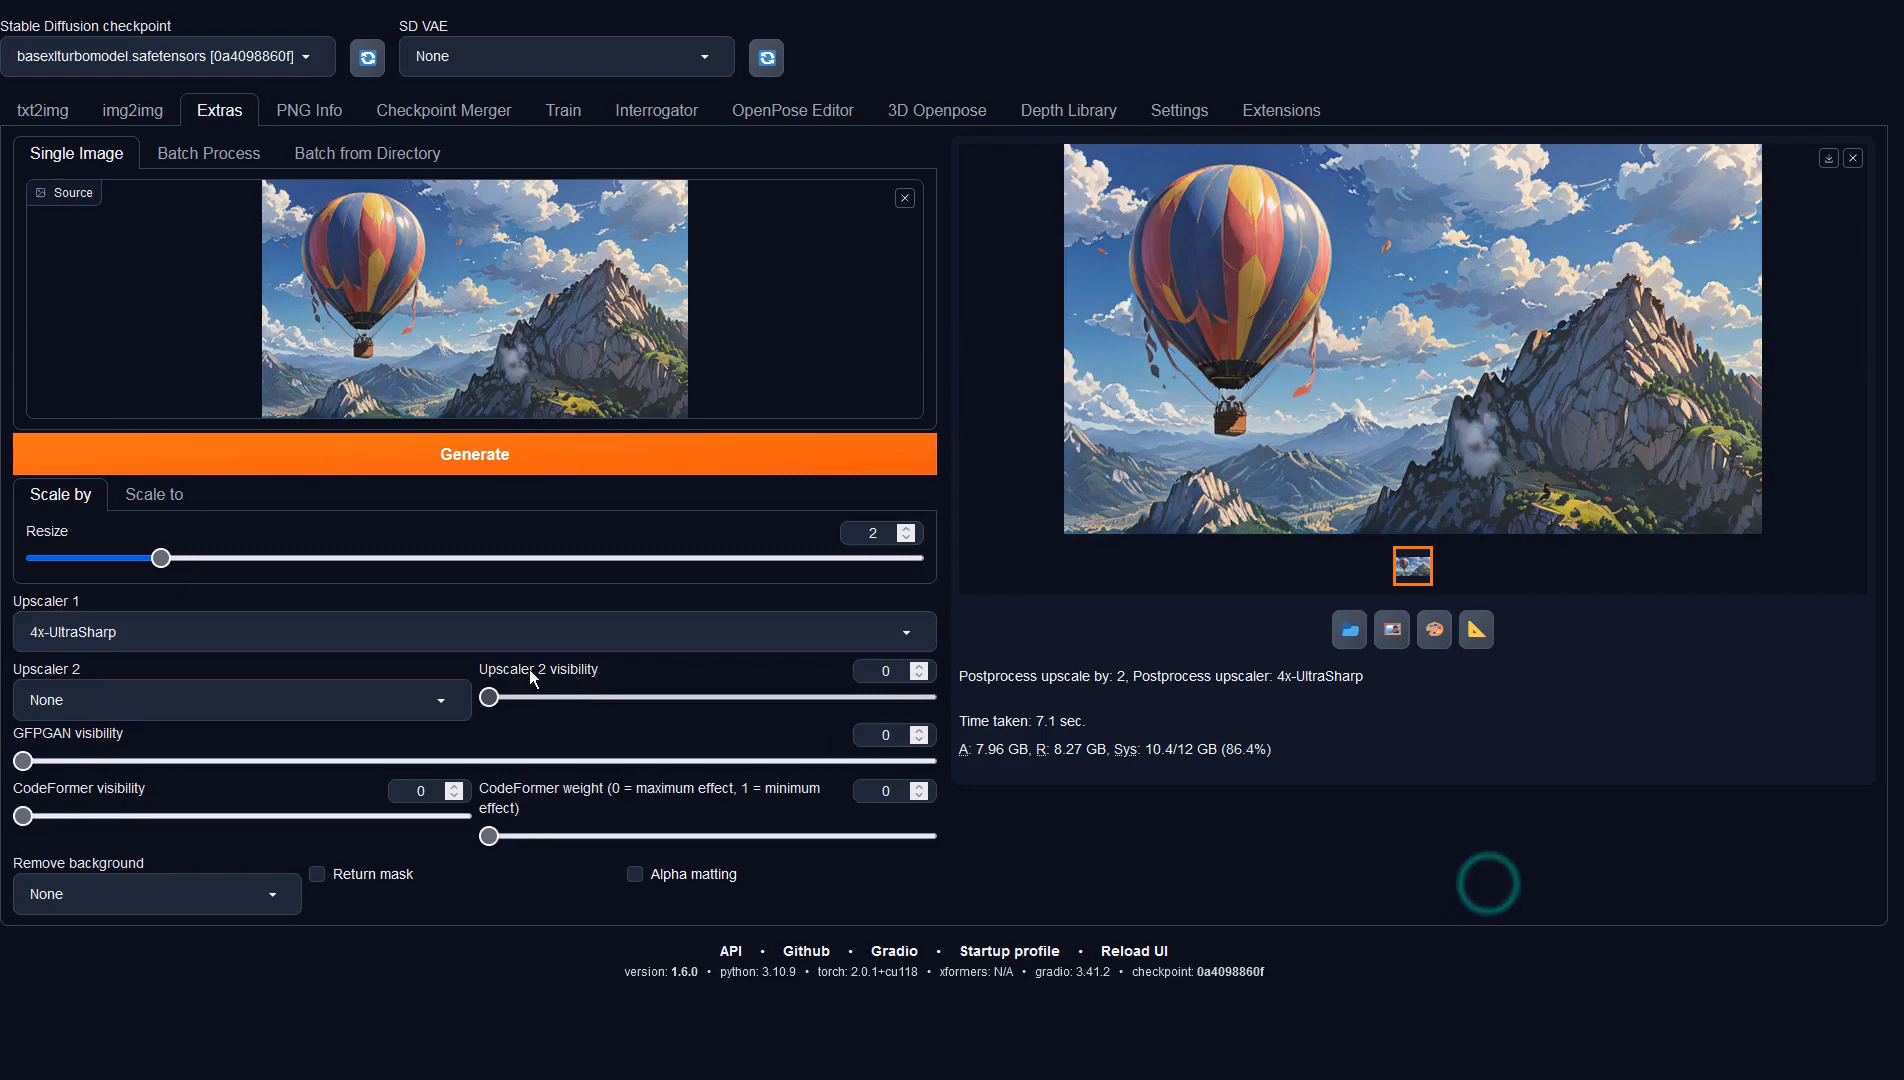 Stable Diffusion checkpoint
SD VAE
basexlturbomodel.safetensors [0a4098860f]
None
txt2img
img2img
Extras
PNG Info
Checkpoint Merger
Train
Interrogator
OpenPose Editor
3D Openpose
Depth Library
Settings
Extensions
Single Image
Batch Process
Batch from Directory
Source
Generate
Scale by
Scale to
Resize
2
Upscaler 1
4x-UltraSharp
Upscaler 2
Upscaler 2 visibility
0
None
GFPGAN visibility
0
CodeFormer visibility
0
CodeFormer weight (0 = maximum effect, 1 = minimum
effect)
0
Remove background
None
Return mask
Alpha matting
Postprocess upscale by: 2, Postprocess upscaler: 4x-UltraSharp
Time taken: 7.1 sec.
A: 7.96 GB, R: 8.27 GB, Sys: 10.4/12 GB (86.4%)
API • Github • Gradio • Startup profile • Reload UI
version: 1.6.0 • python: 3.10.9 • torch: 2.0.1+cu118 • xformers: N/A • gradio: 3.41.2 • checkpoint: 0a4098860f